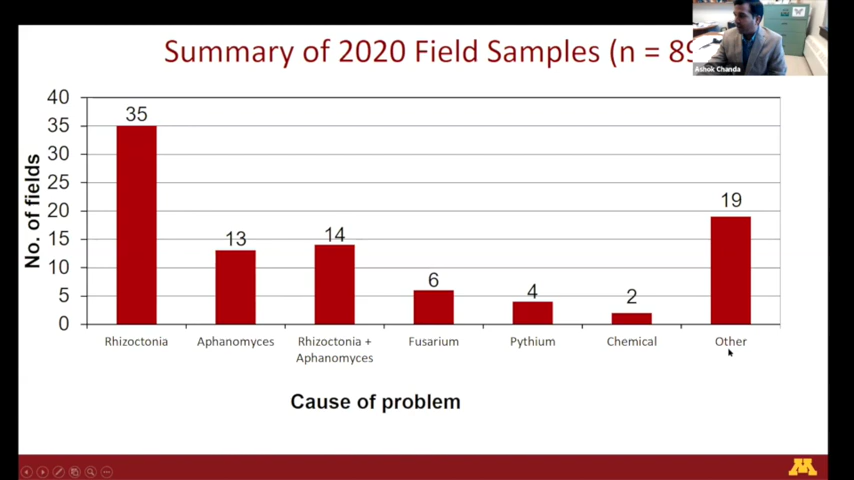 Summary of 2020 Field Samples (n = 89
Ashok Chanda
No. of fields
40
35
30
25
20
15
10
5
0
35
13
14
6
4
2
19
Rhizoctonia
Aphanomyces
Rhizoctonia +
Aphanomyces
Fusarium
Pythium
Chemical
Other
Cause of problem
M